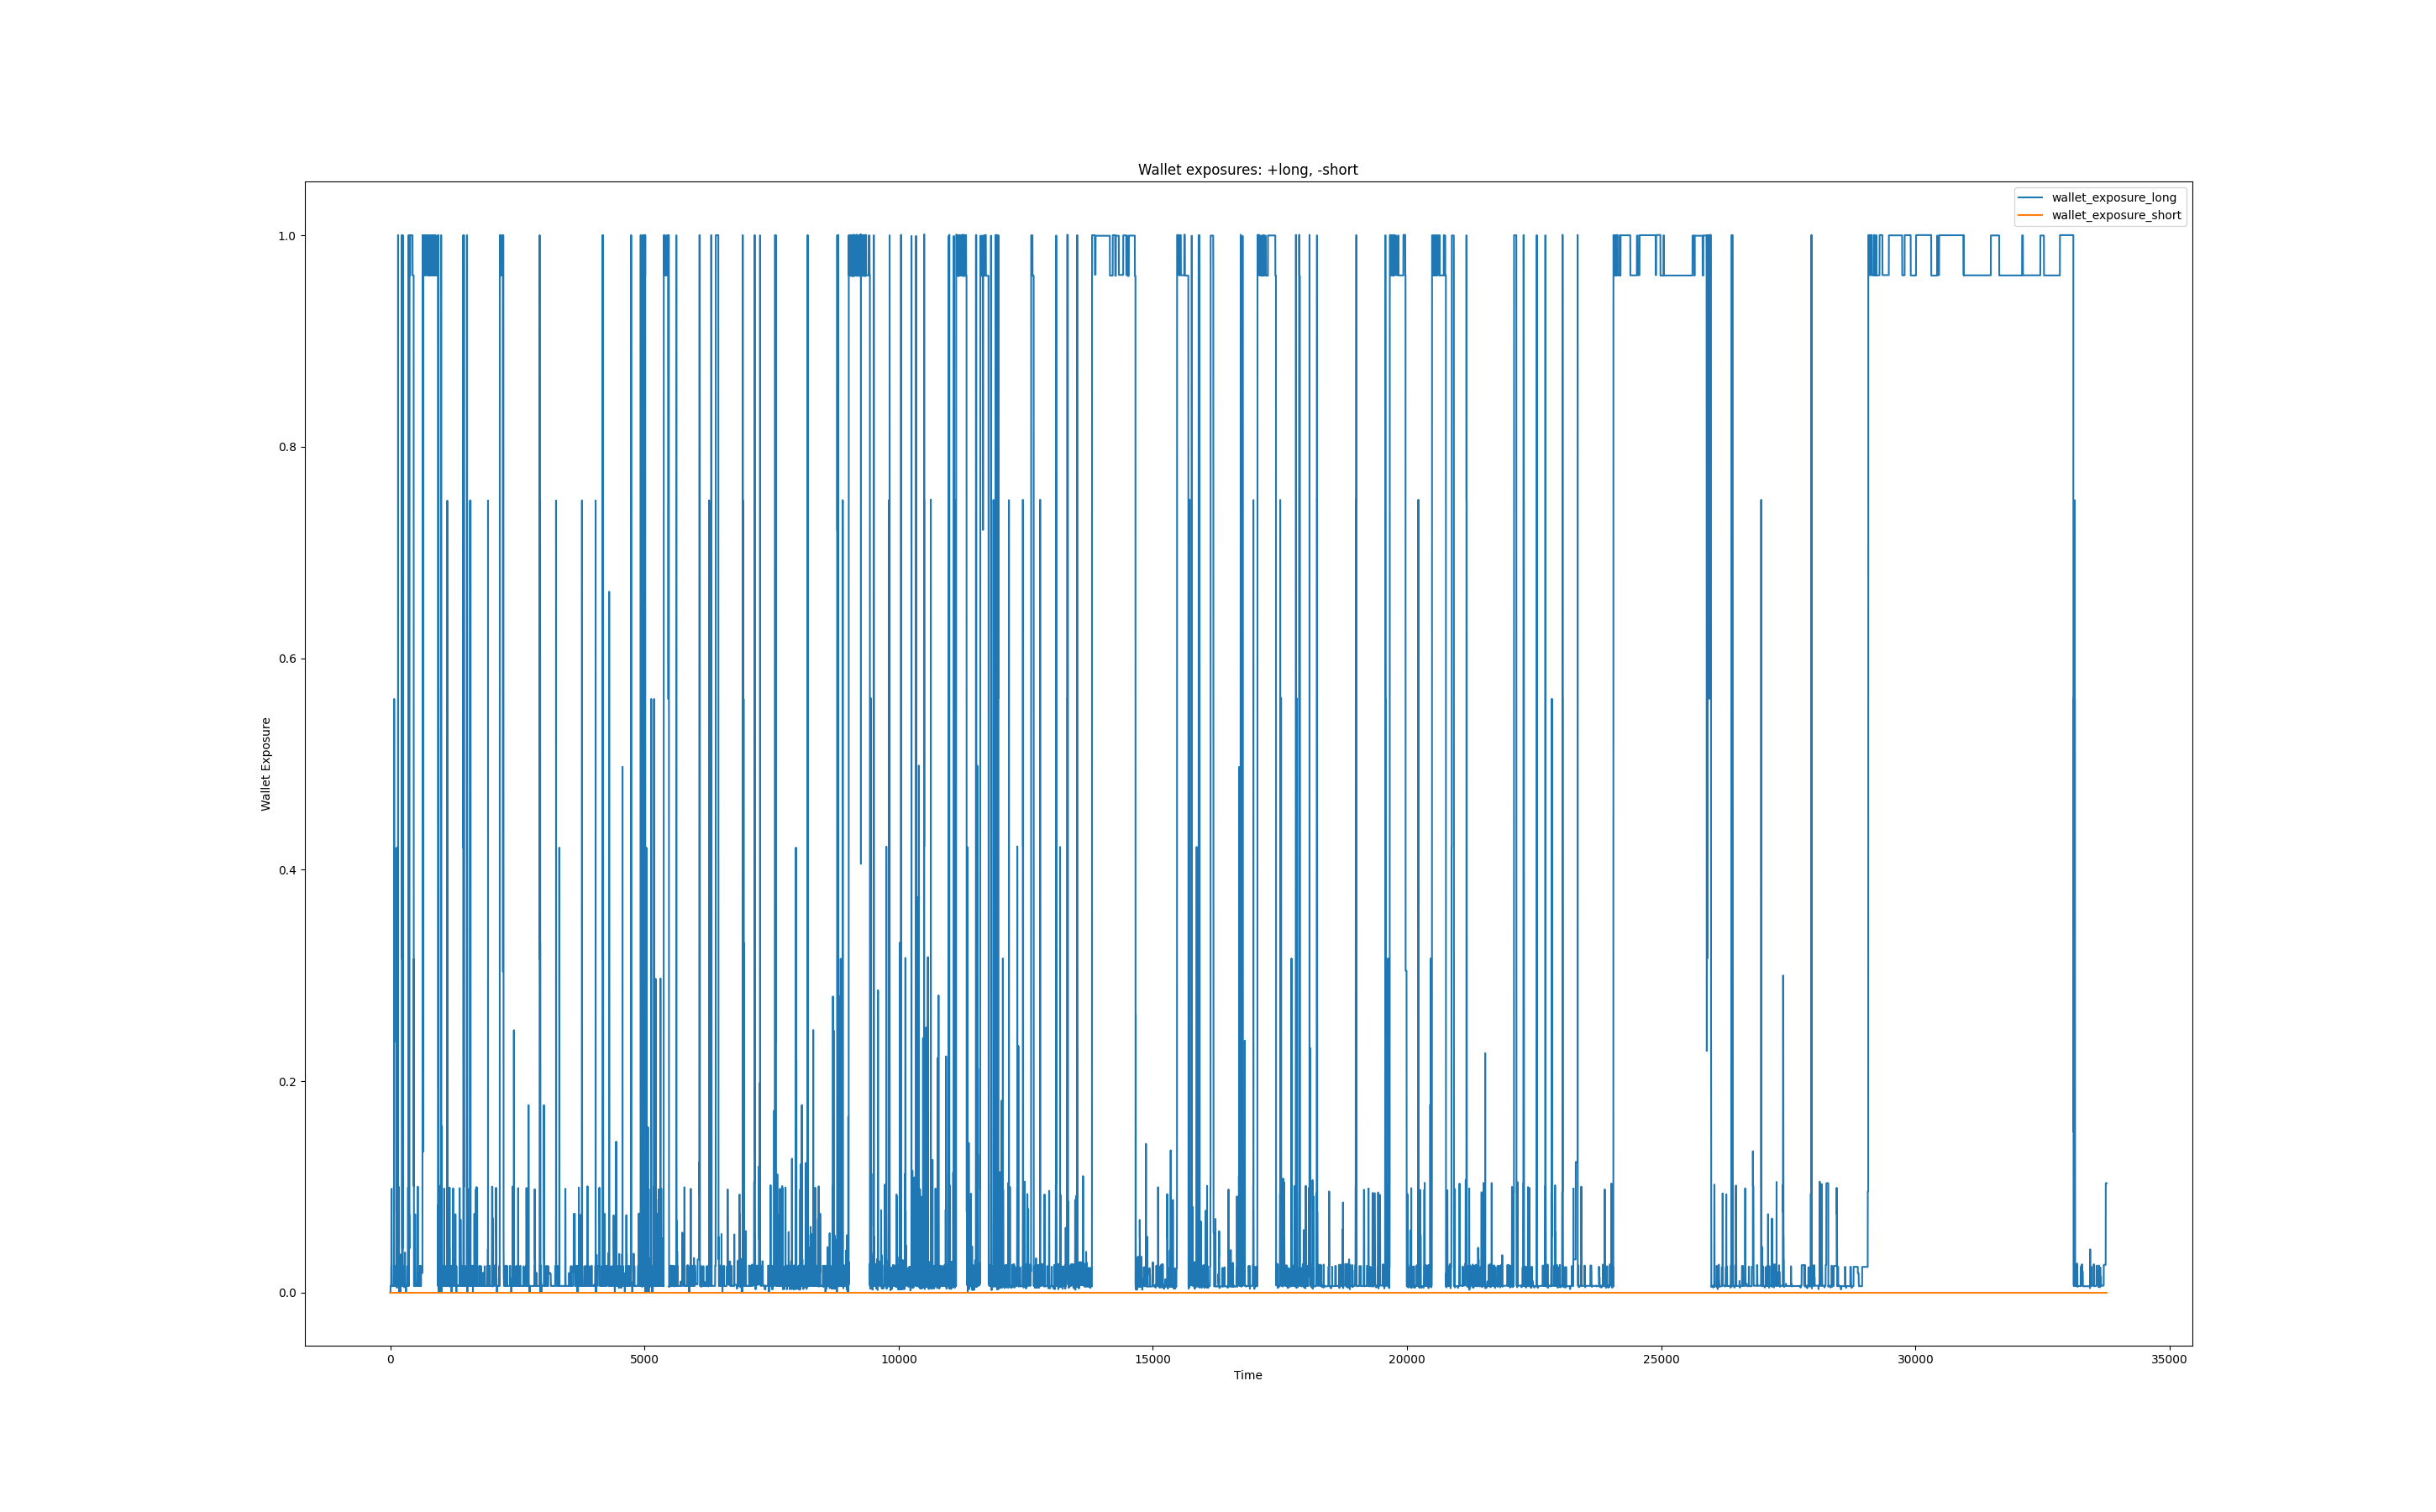 Wallet exposures: +long, -short
wallet_exposure_long
wallet_exposure_short
1.0
0.8
0.6
0.4
0.2
0.0
Wallet Exposure
0 5000 10000 15000 20000 25000 30000 35000
Time